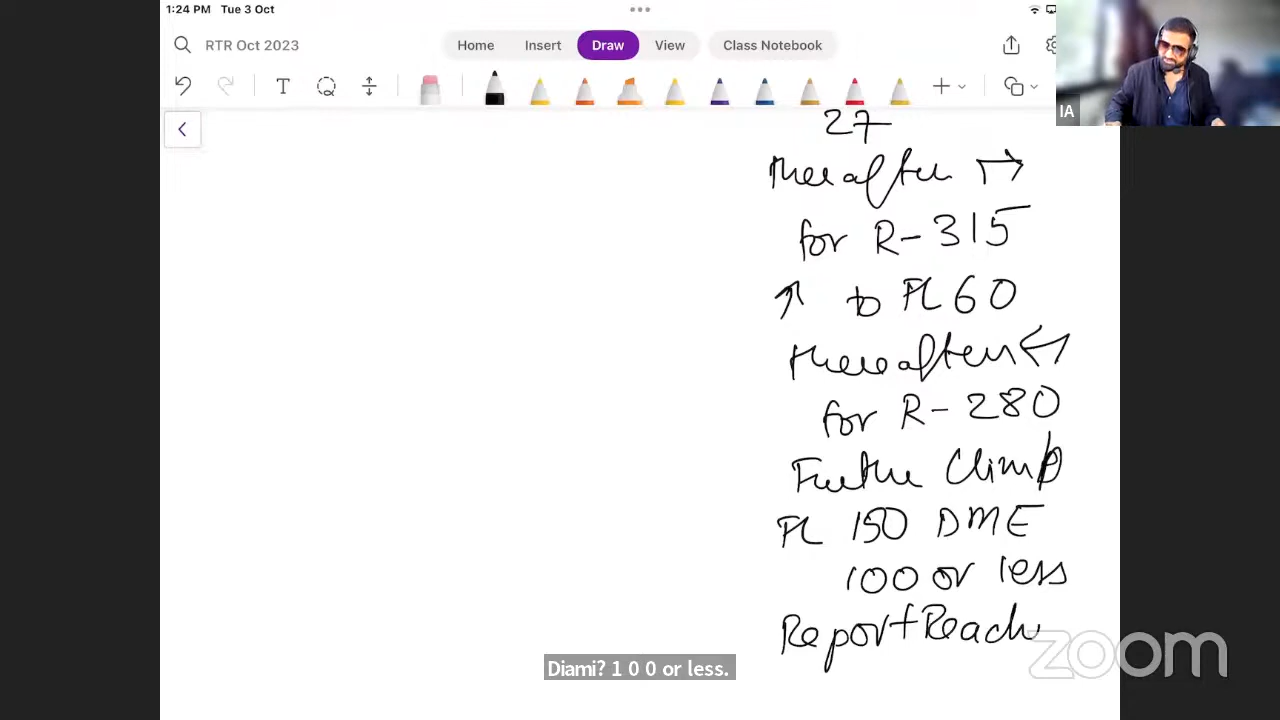 1:24 PM Tue 3 Oct
RTR Oct 2023
Home Insert Draw View Class Notebook
IA
27
thereafter
for R-315
↑ to FL 60
thereafter
for R-280
Further Climb
FL 150 DME
100 or less
Report Reach
Diami? 1 0 0 or less.
zoom